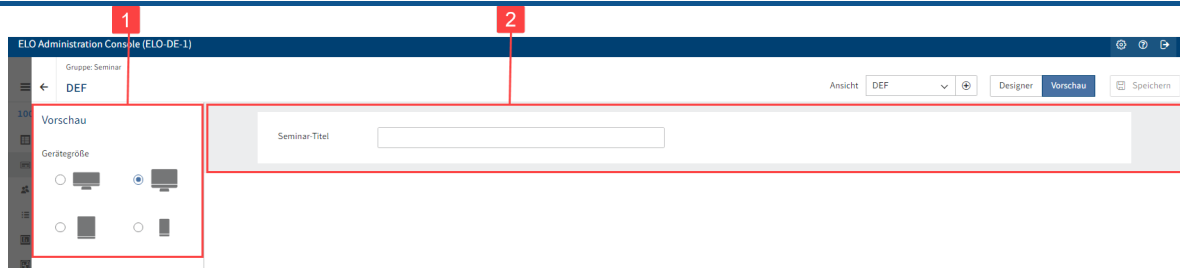 1
2
ELO Administration Console (ELO-DE-1)
Gruppe: Seminar
DEF
Ansicht DEF Designer Vorschau Speichern
100
Vorschau
Seminar-Titel
Gerätegröße